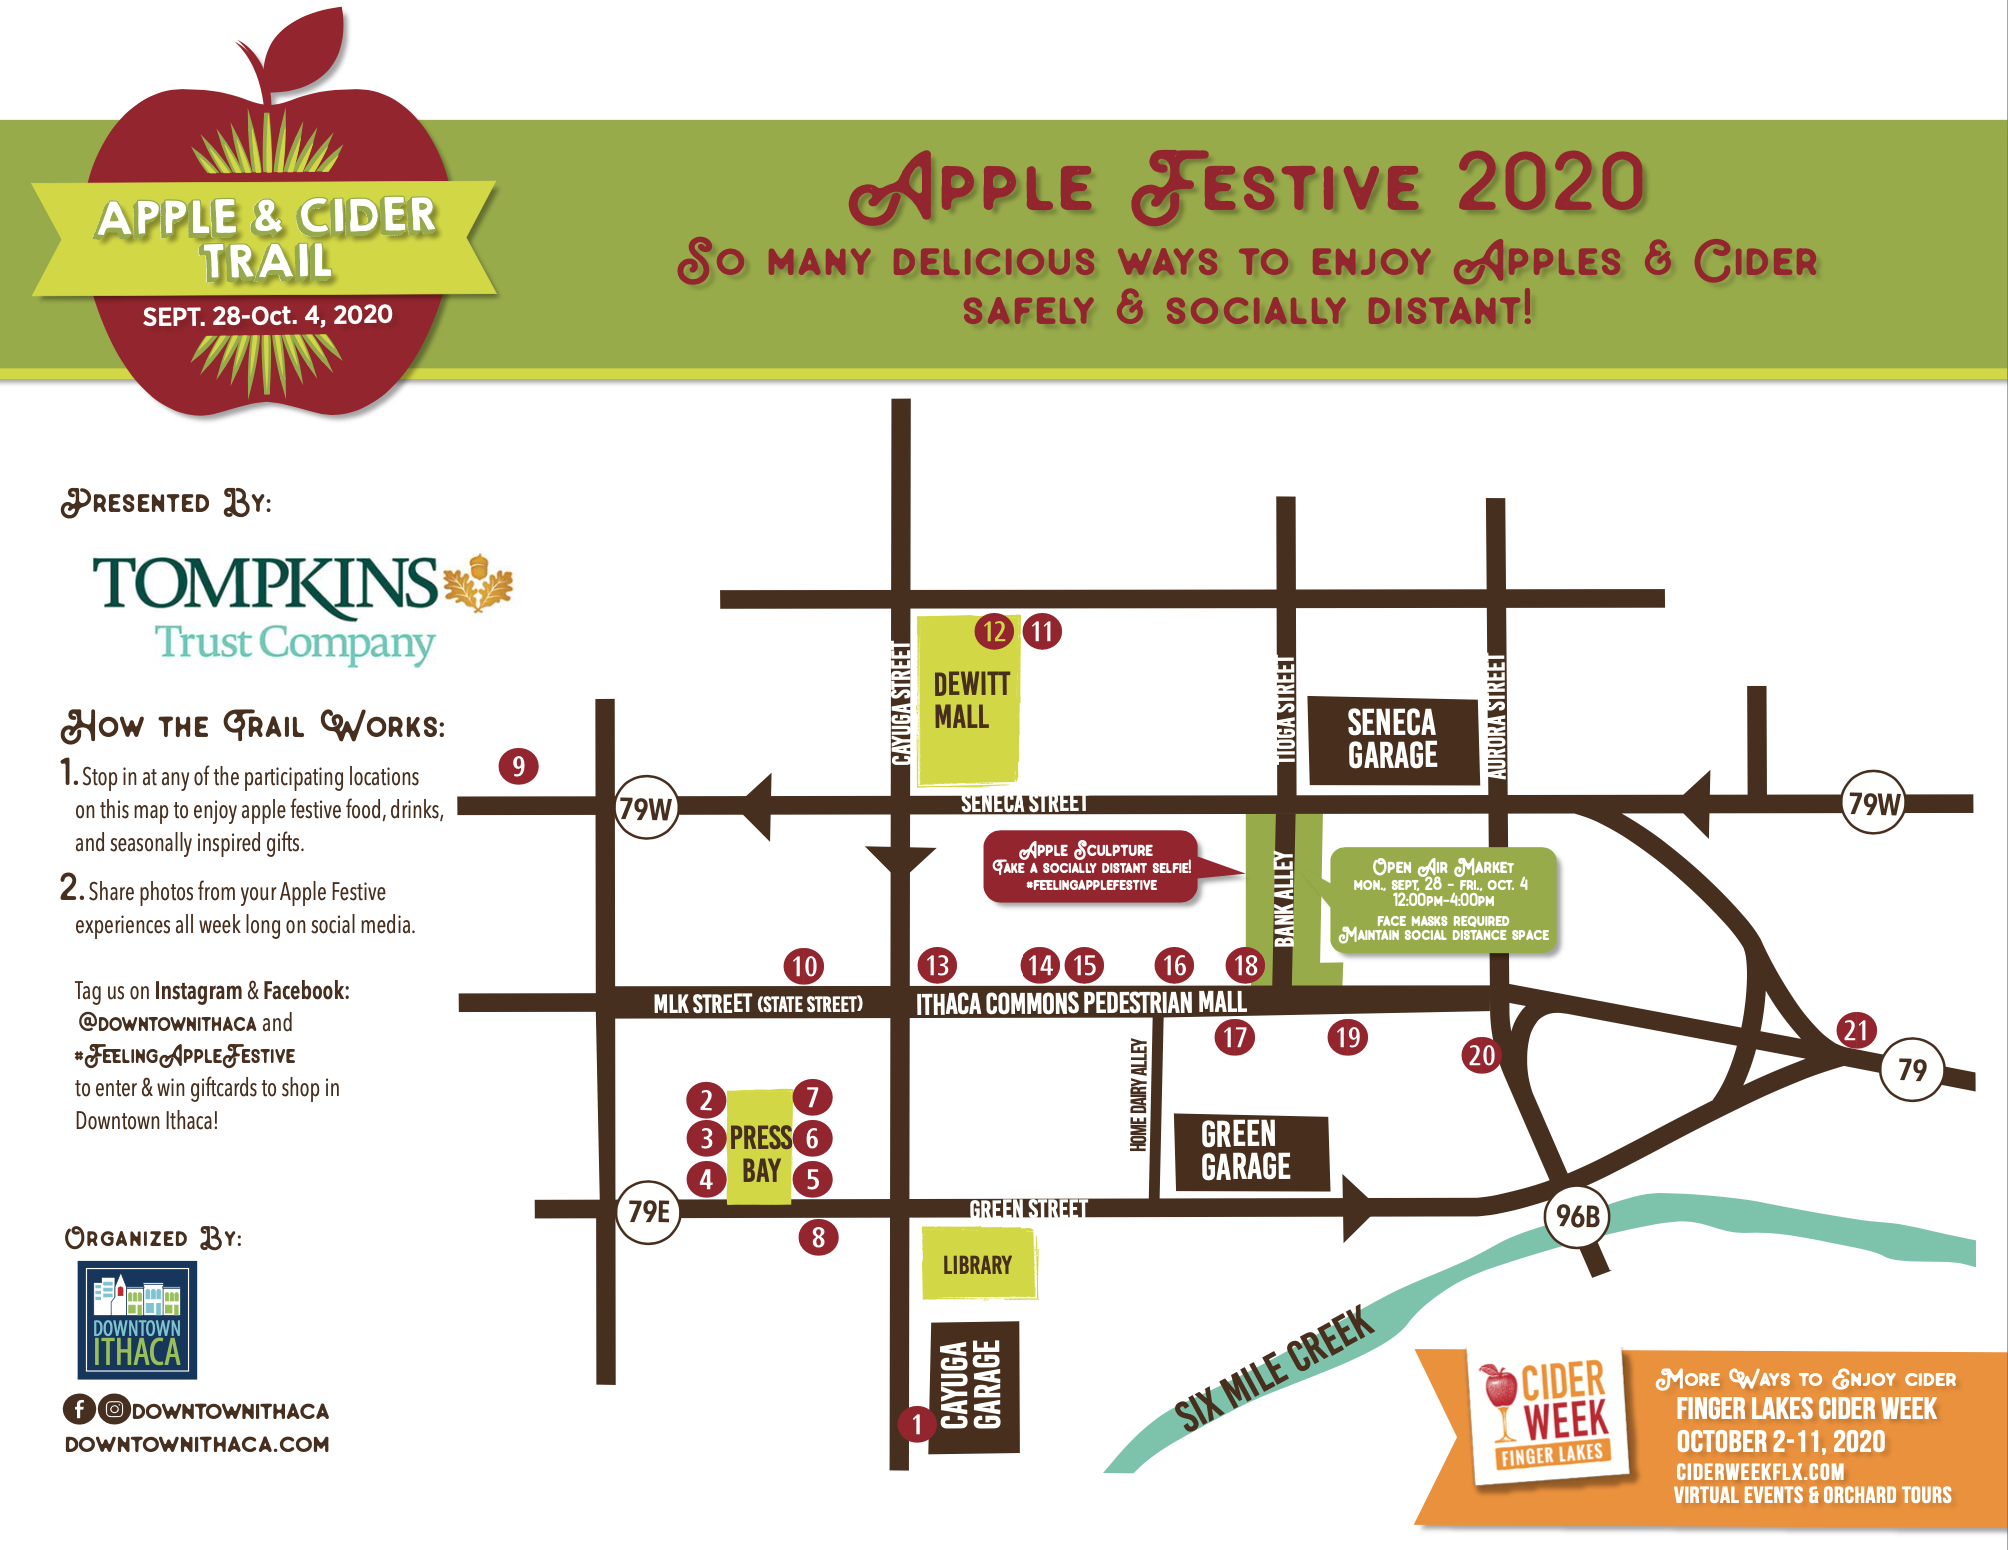 APPLE & CIDER
TRAIL
SEPT. 28-Oct. 4, 2020
APPLE FESTIVE 2020
SO MANY DELICIOUS WAYS TO ENJOY APPLES & CIDER
SAFELY & SOCIALLY DISTANT!
PRESENTED BY:
TOMPKINS
Trust Company
HOW THE TRAIL WORKS:
1. Stop in at any of the participating locations
on this map to enjoy apple festive food, drinks,
and seasonally inspired gifts.
2. Share photos from your Apple Festive
experiences all week long on social media.
Tag us on Instagram & Facebook:
@DOWNTOWNITHACA and
#FEELINGAPPLEFESTIVE
to enter & win giftcards to shop in
Downtown Ithaca!
ORGANIZED BY:
DOWNTOWN
ITHACA
DOWNTOWNITHACA
DOWNTOWNITHACA.COM
12
11
DEWITT
MALL
CAYUGA STREET
TIOGA STREET
AURORA STREET
SENECA
GARAGE
9
79W
SENECA STREET
79W
APPLE SCULPTURE
TAKE A SOCIALLY DISTANT SELFIE!
#FEELINGAPPLEFESTIVE
BANK ALLEY
OPEN AIR MARKET
MON., SEPT, 28 - FRI., OCT. 4
12:00PM-4:00PM
FACE MASKS REQUIRED
MAINTAIN SOCIAL DISTANCE SPACE
10
13
14
15
16
18
MLK STREET (STATE STREET)
ITHACA COMMONS PEDESTRIAN MALL
17
19
20
21
79
HOME DAIRY ALLEY
2
3
4
PRESS
BAY
7
6
5
GREEN
GARAGE
79E
GREEN STREET
96B
8
LIBRARY
CAYUGA
GARAGE
1
SIX MILE CREEK
CIDER
WEEK
FINGER LAKES
MORE WAYS TO ENJOY CIDER
FINGER LAKES CIDER WEEK
OCTOBER 2-11, 2020
CIDERWEEKFLX.COM
VIRTUAL EVENTS & ORCHARD TOURS